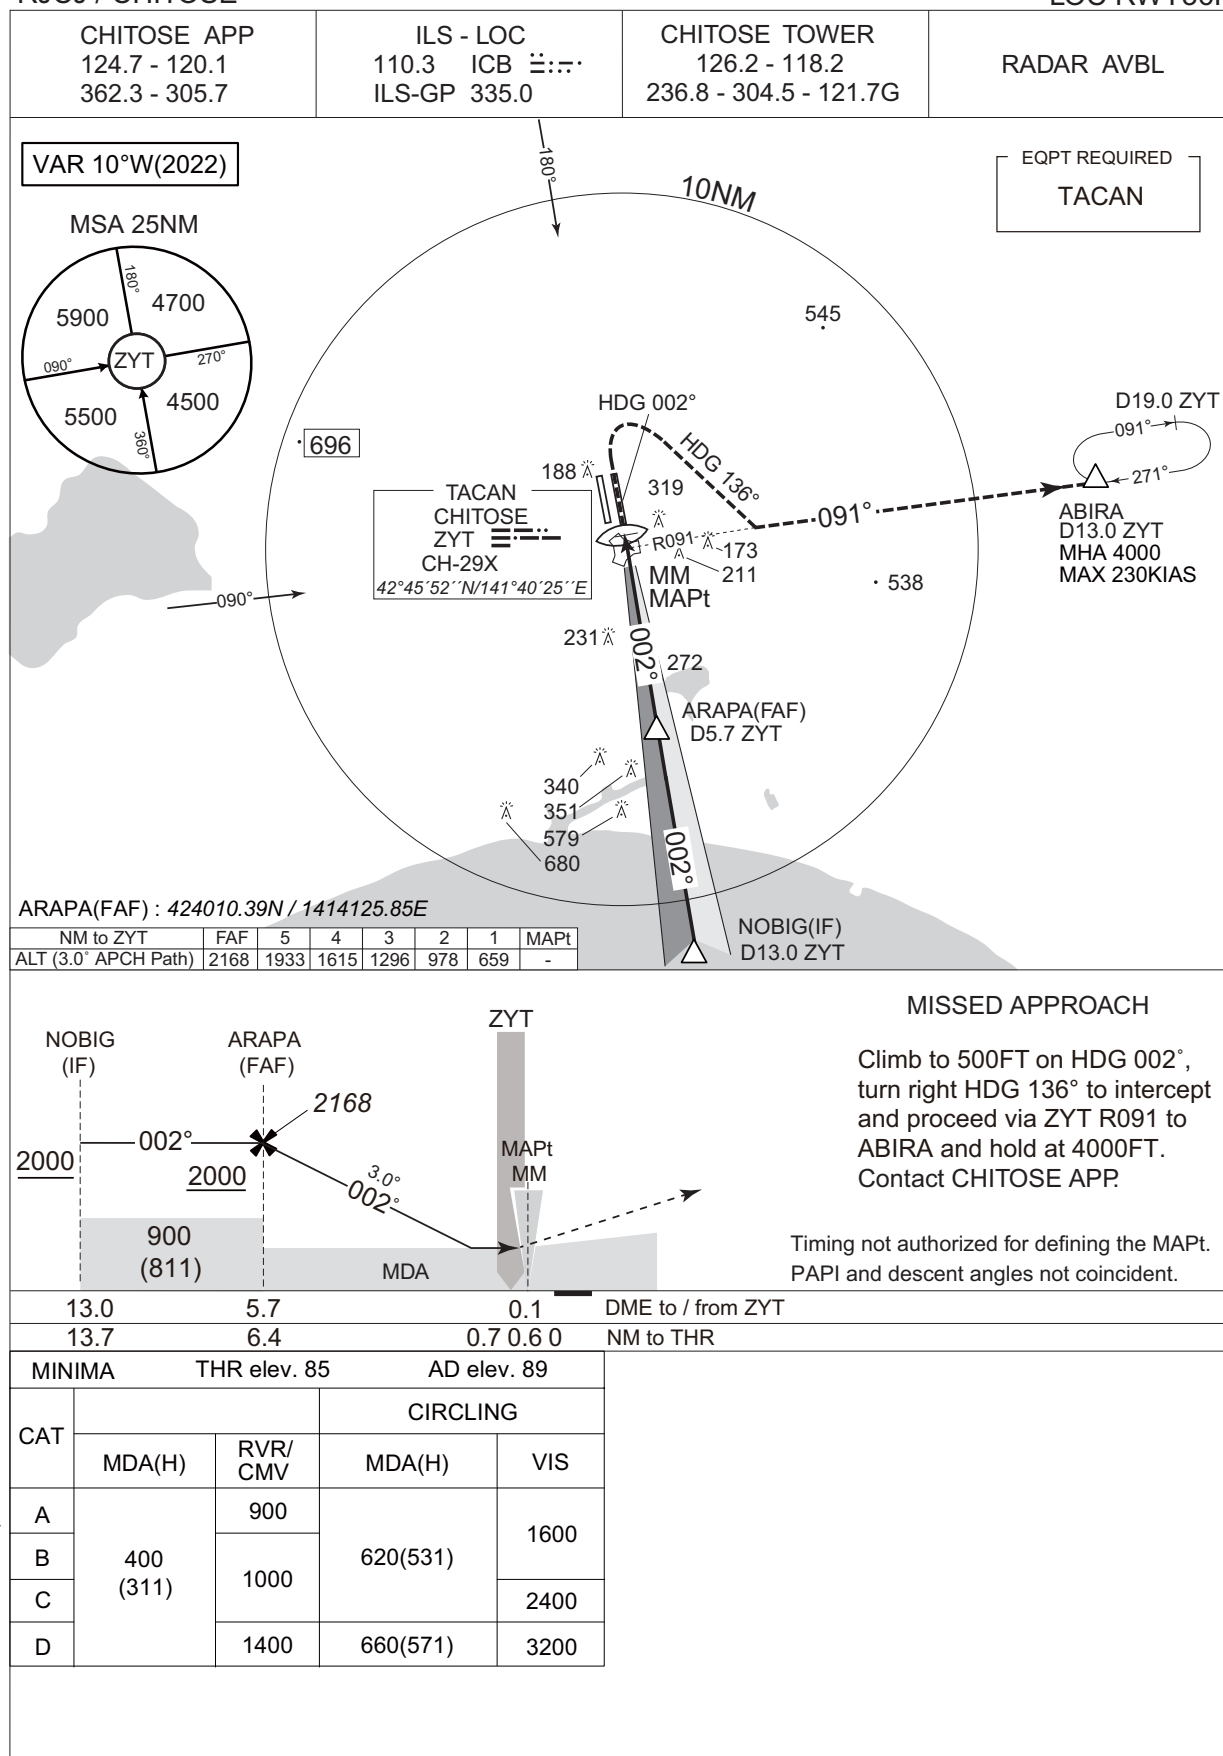 CHITOSE APP
124.7 - 120.1
362.3 - 305.7
ILS - LOC
110.3 ICB
ILS-GP 335.0
CHITOSE TOWER
126.2 - 118.2
236.8 - 304.5 - 121.7G
RADAR AVBL
VAR 10°W(2022)
EQPT REQUIRED
TACAN
180°
10NM
MSA 25NM
180°
5900
4700
090°
ZYT
270°
5500
4500
360°
545
HDG 002°
HDG 136°
D19.0 ZYT
091°
271°
696
188
319
TACAN
CHITOSE
ZYT
CH-29X
42°45´52´´N/141°40´25´´E
R091
091°
ABIRA
D13.0 ZYT
MHA 4000
MAX 230KIAS
173
211
MM
MAPt
538
090°
231
002°
272
ARAPA(FAF)
D5.7 ZYT
340
351
579
680
002°
ARAPA(FAF) : 424010.39N / 1414125.85E
NOBIG(IF)
D13.0 ZYT
NM to ZYT FAF 5 4 3 2 1 MAPt
ALT (3.0˚ APCH Path) 2168 1933 1615 1296 978 659 -
NOBIG
(IF)
ARAPA
(FAF)
ZYT
2168
002°
2000
2000
3.0˚
002˚
MAPt
MM
900
(811)
MDA
MISSED APPROACH
Climb to 500FT on HDG 002˚,
turn right HDG 136° to intercept
and proceed via ZYT R091 to
ABIRA and hold at 4000FT.
Contact CHITOSE APP.
Timing not authorized for defining the MAPt.
PAPI and descent angles not coincident.
13.0 5.7 0.1 DME to / from ZYT
13.7 6.4 0.7 0.6 0 NM to THR
MINIMA THR elev. 85 AD elev. 89
CAT
CIRCLING
MDA(H)
RVR/
CMV
MDA(H)
VIS
A
900
B
400
(311)
1000
620(531)
1600
C
2400
D
1400
660(571)
3200